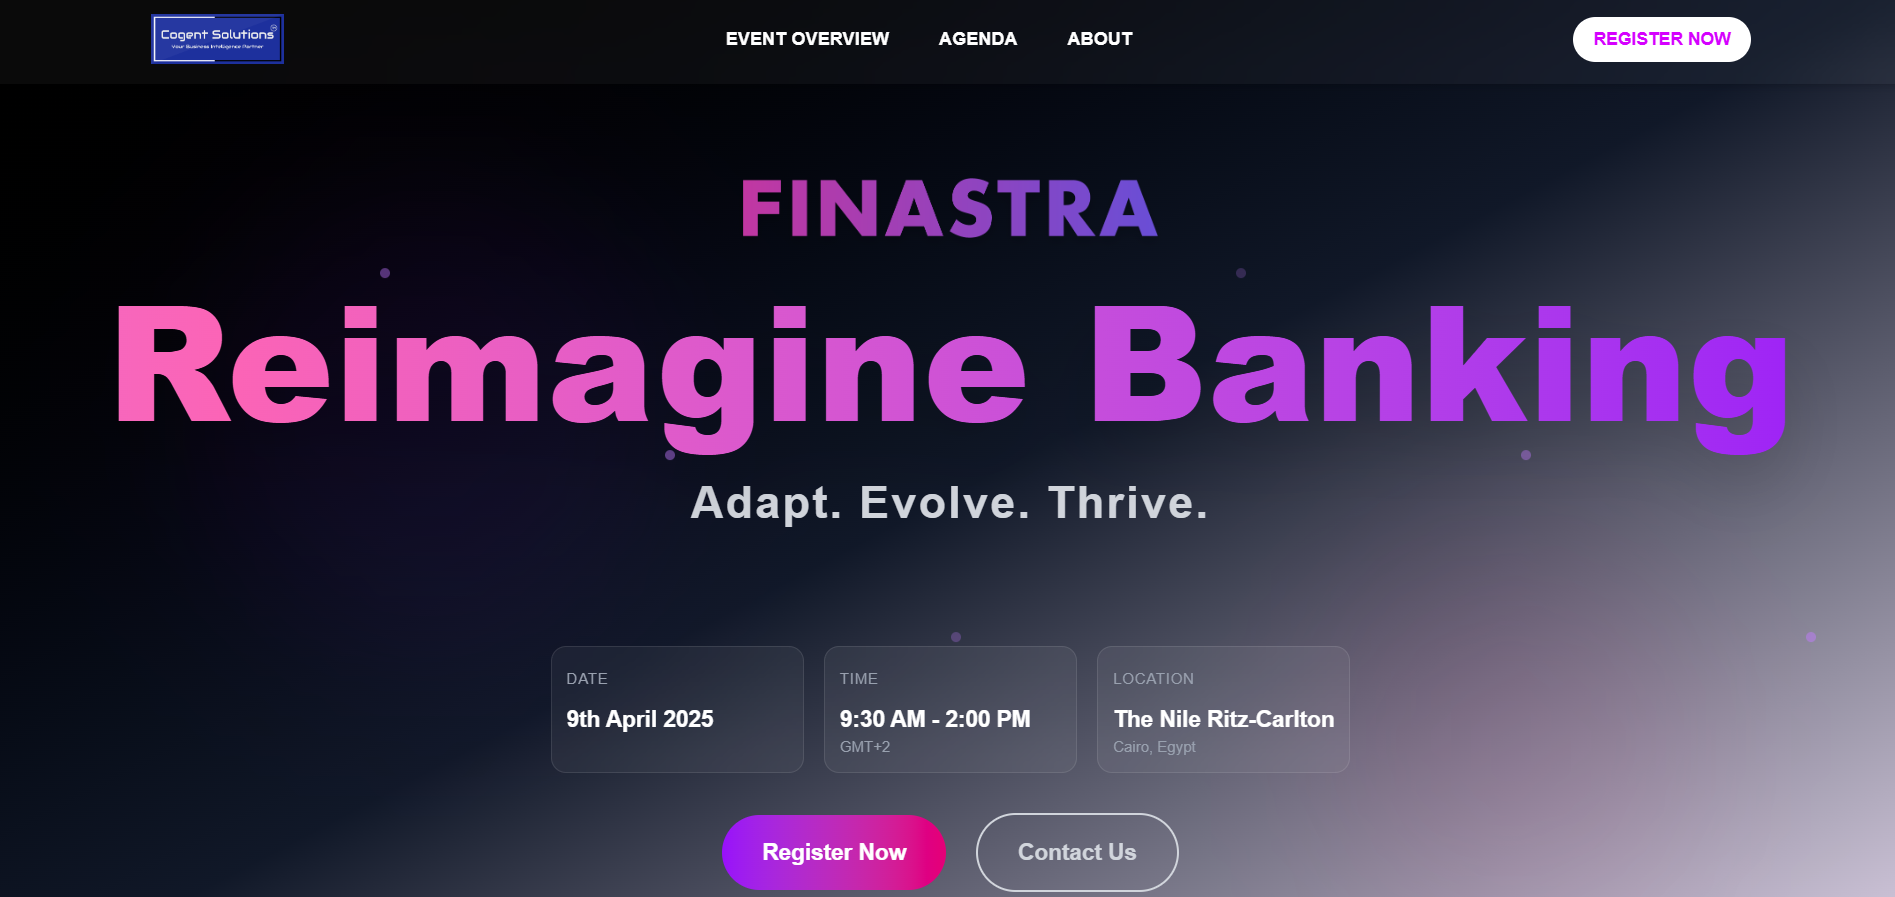 Cogent Solutions
Your Business Intelligence Partner
EVENT OVERVIEW
AGENDA
ABOUT
REGISTER NOW
FINASTRA
Reimagine Banking
Adapt. Evolve. Thrive.
DATE
9th April 2025
TIME
9:30 AM - 2:00 PM
GMT+2
LOCATION
The Nile Ritz-Carlton
Cairo, Egypt
Register Now
Contact Us